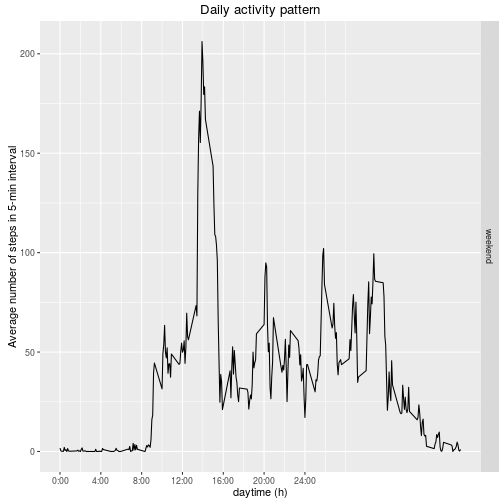 Daily activity pattern
Average number of steps in 5-min interval
200
150
100
50
0
weekend
0:00 4:00 8:00 12:00 16:00 20:00 24:00
daytime (h)